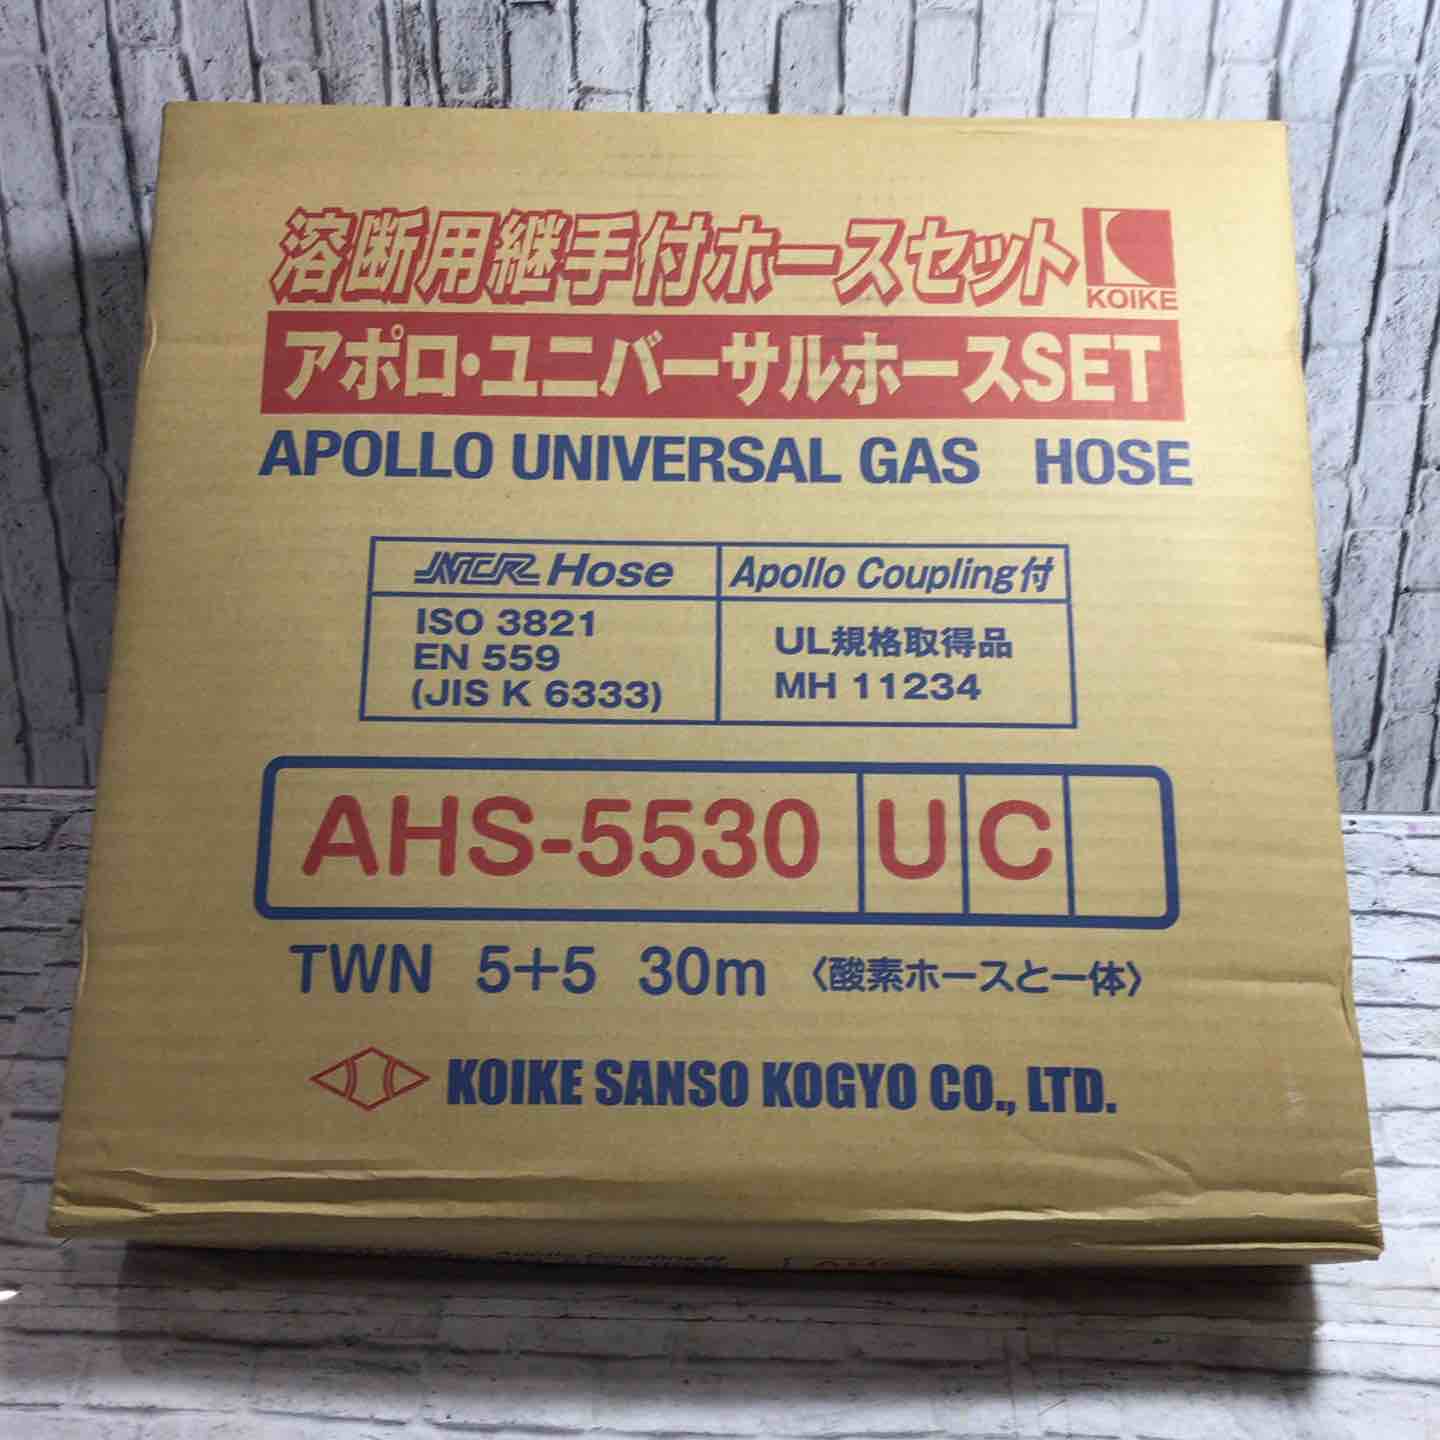 溶断用継手付ホースセット
KOIKE
アポロ・ユニバーサルホースSET
APOLLO UNIVERSAL GAS HOSE
NCR Hose
Apollo Coupling付
ISO 3821
EN 559
(JIS K 6333)
UL規格取得品
MH 11234
AHS-5530 U C
TWN 5+5 30m 〈酸素ホースと一体〉
KOIKE SANSO KOGYO CO., LTD.